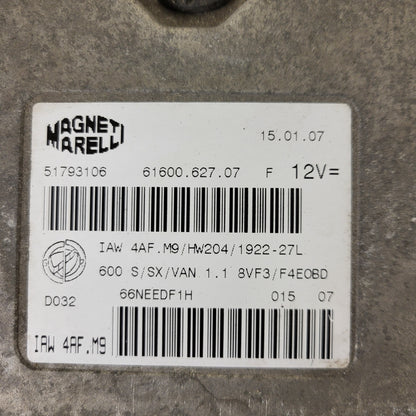 MAGNETI
MARELLI
15.01.07
51793106 61600.627.07 F 12V=
IAW 4AF.M9/HW204/1922-27L
600 S/SX/VAN 1.1 8VF3/F4EOBD
D032 66NEEDF1H 015 07
IAW 4AF.M9